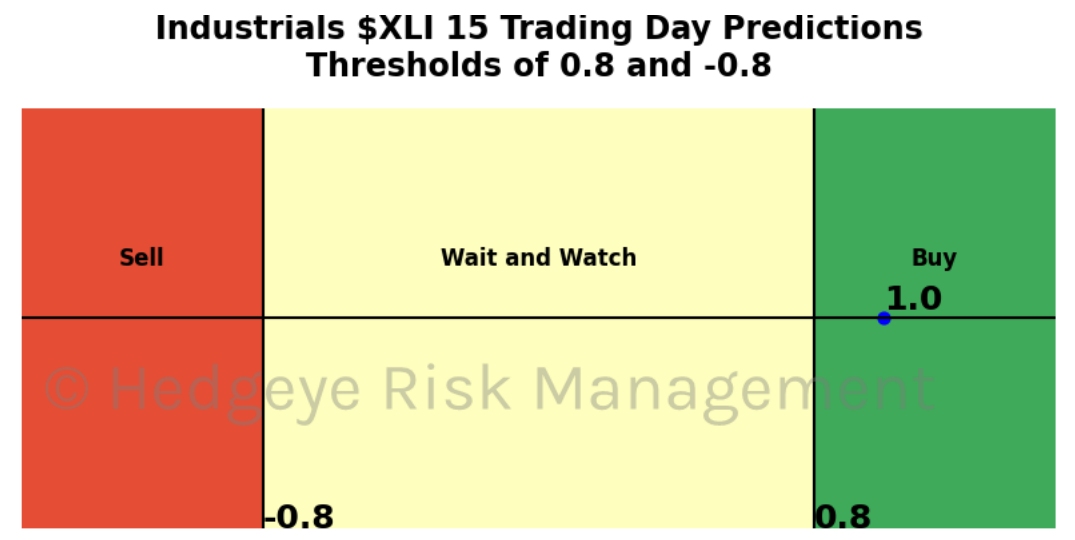 Industrials $XLI 15 Trading Day Predictions
Thresholds of 0.8 and -0.8
Sell
Wait and Watch
Buy
1.0
© Hedgeye Risk Management
-0.8
0.8